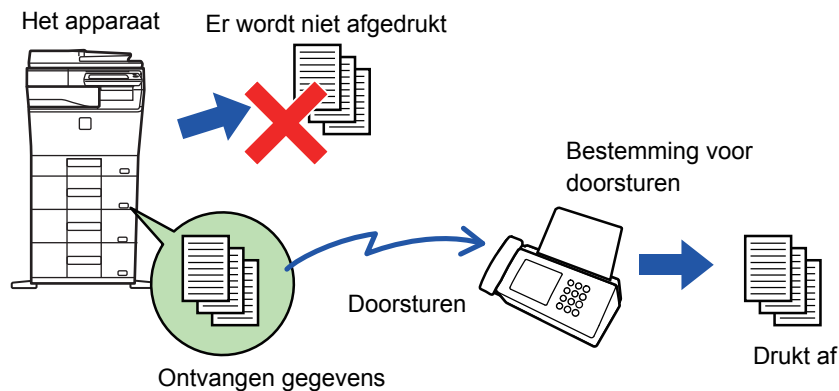 Het apparaat
Er wordt niet afgedrukt
Bestemming voor
doorsturen
Doorsturen
Drukt af
Ontvangen gegevens